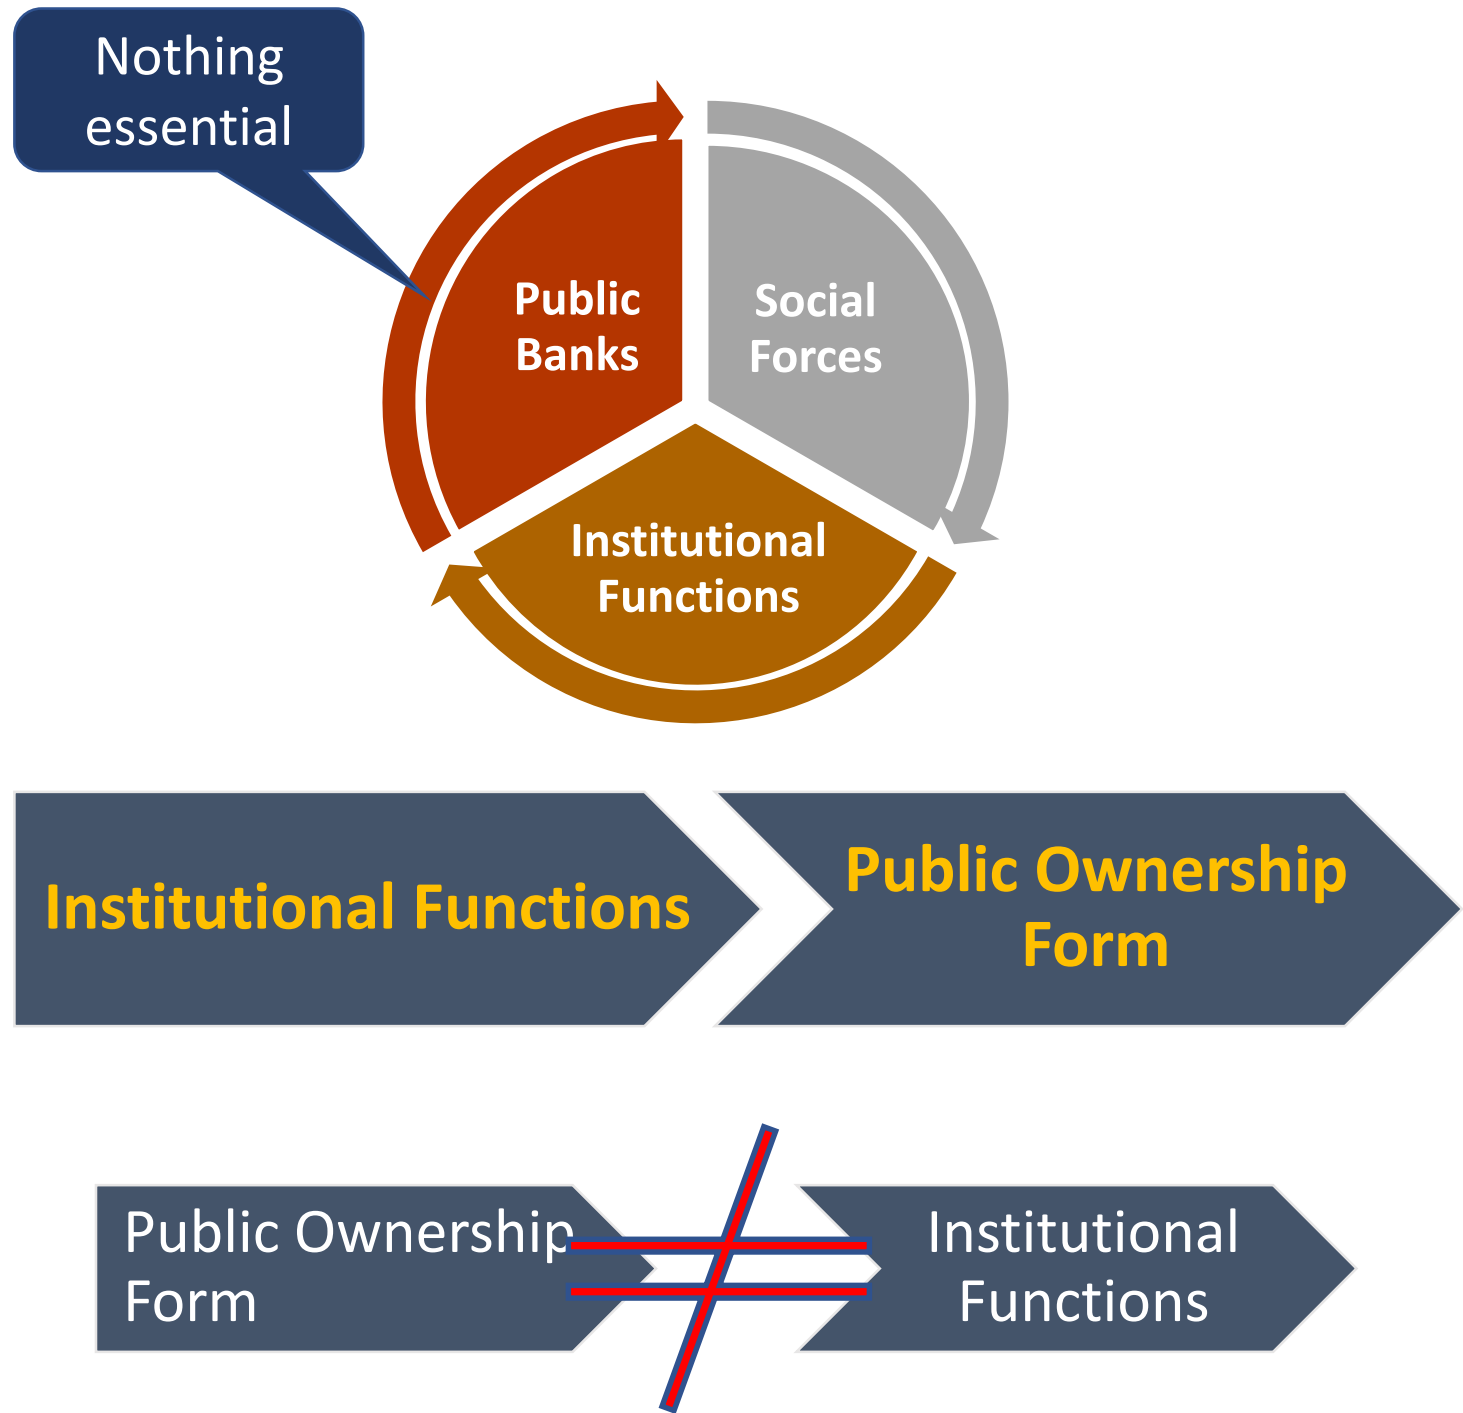 Nothing
essential
Public
Banks
Social
Forces
Institutional
Functions
Institutional Functions
Public Ownership
Form
Public Ownership
Form
Institutional
Functions